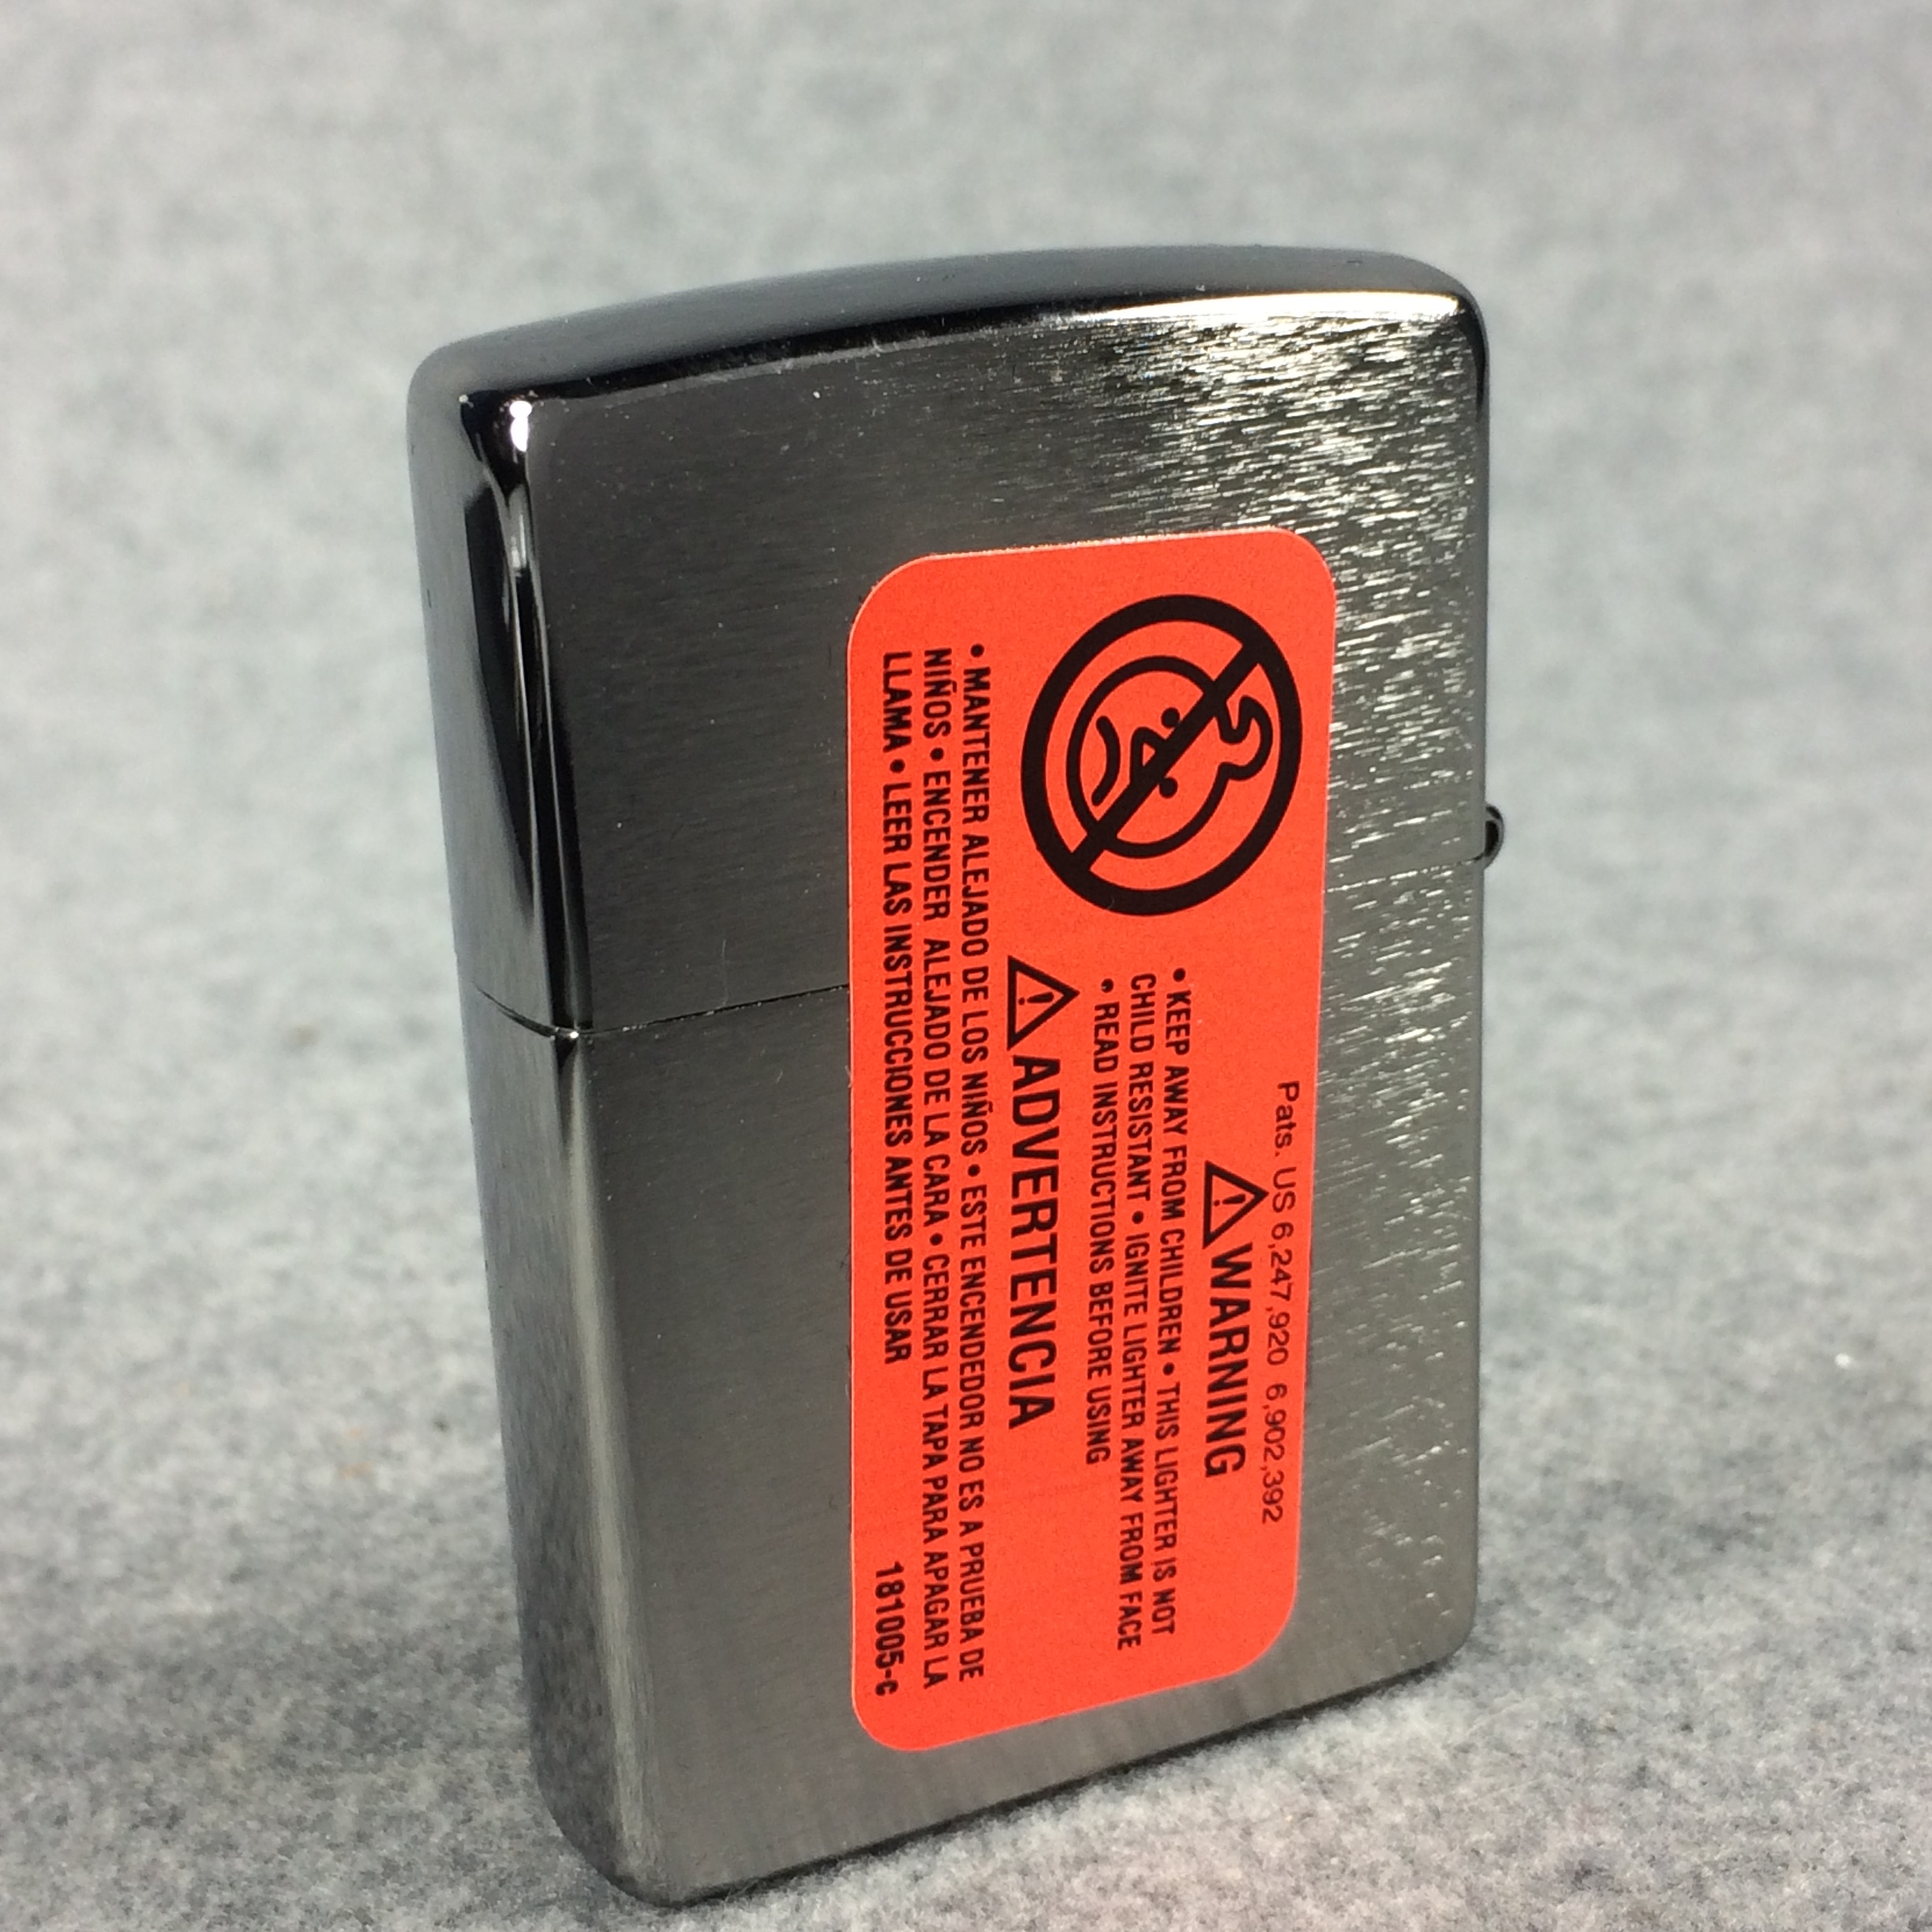 Pats. US 6,247,920 6,902,392
WARNING
• KEEP AWAY FROM CHILDREN • THIS LIGHTER IS NOT
CHILD RESISTANT • IGNITE LIGHTER AWAY FROM FACE
• READ INSTRUCTIONS BEFORE USING
ADVERTENCIA
• MANTENER ALEJADO DE LOS NIÑOS • ESTE ENCENDEDOR NO ES A PRUEBA DE
NIÑOS • ENCENDER ALEJADO DE LA CARA • CERRAR LA TAPA PARA APAGAR LA
LLAMA • LEER LAS INSTRUCCIONES ANTES DE USAR
181005-c